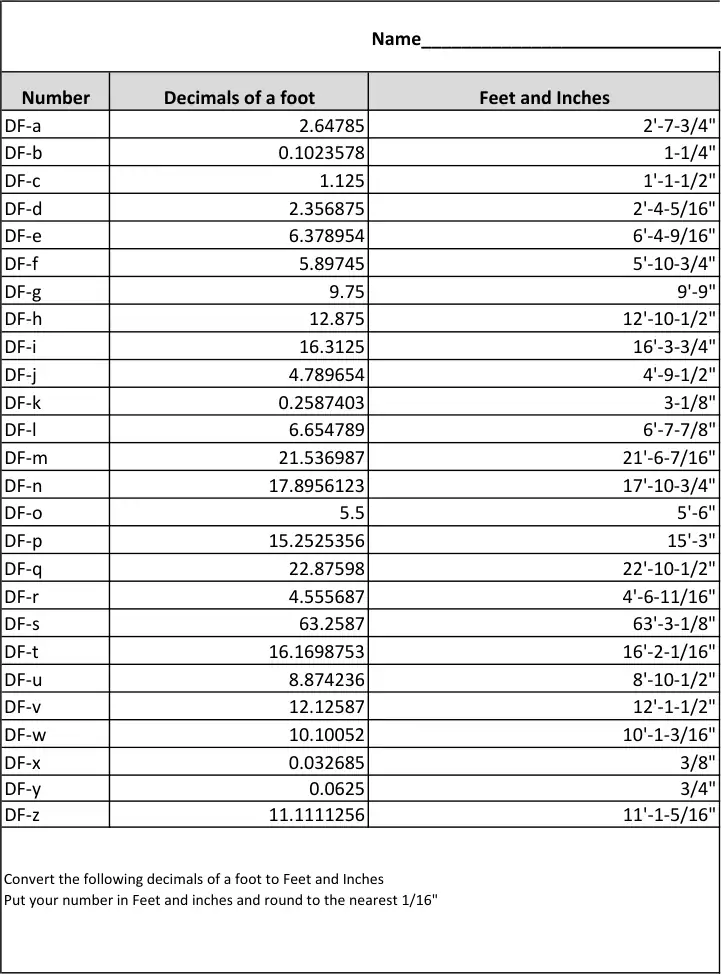 Name______________________________
Number Decimals of a foot Feet and Inches
DF-a 2.64785 2'-7-3/4"
DF-b 0.1023578 1-1/4"
DF-c 1.125 1'-1-1/2"
DF-d 2.356875 2'-4-5/16"
DF-e 6.378954 6'-4-9/16"
DF-f 5.89745 5'-10-3/4"
DF-g 9.75 9'-9"
DF-h 12.875 12'-10-1/2"
DF-i 16.3125 16'-3-3/4"
DF-j 4.789654 4'-9-1/2"
DF-k 0.2587403 3-1/8"
DF-l 6.654789 6'-7-7/8"
DF-m 21.536987 21'-6-7/16"
DF-n 17.8956123 17'-10-3/4"
DF-o 5.5 5'-6"
DF-p 15.2525356 15'-3"
DF-q 22.87598 22'-10-1/2"
DF-r 4.555687 4'-6-11/16"
DF-s 63.2587 63'-3-1/8"
DF-t 16.1698753 16'-2-1/16"
DF-u 8.874236 8'-10-1/2"
DF-v 12.12587 12'-1-1/2"
DF-w 10.10052 10'-1-3/16"
DF-x 0.032685 3/8"
DF-y 0.0625 3/4"
DF-z 11.1111256 11'-1-5/16"
Convert the following decimals of a foot to Feet and Inches
Put your number in Feet and inches and round to the nearest 1/16"